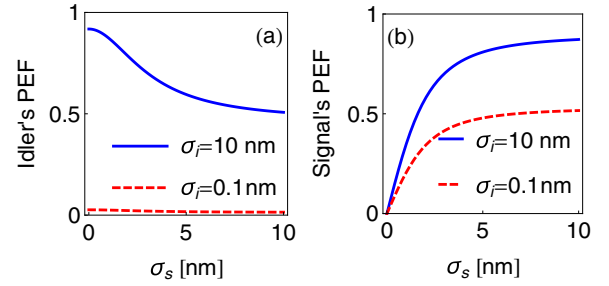 1
(a)
Idler's PEF
0.5
σi=10 nm
σi=0.1nm
0
0
5
10
σs [nm]
1
(b)
Signal's PEF
0.5
σi=10 nm
σi=0.1nm
0
0
5
10
σs [nm]